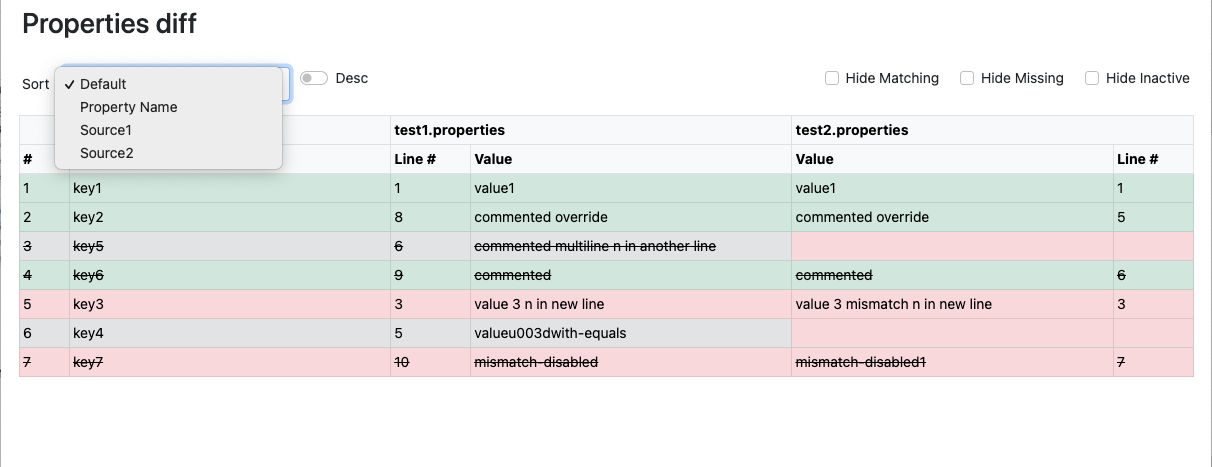 Properties diff
Sort ✓ Default Desc Hide Matching Hide Missing Hide Inactive
Property Name
Source1
Source2
test1.properties test2.properties
# Line # Value Value Line #
1 key1 1 value1 value1 1
2 key2 8 commented override commented override 5
3 key5 6 commented multiline n in another line
4 key6 9 commented commented 6
5 key3 3 value 3 n in new line value 3 mismatch n in new line 3
6 key4 5 valueu003dwith-equals
7 key7 10 mismatch-disabled mismatch-disabled1 7